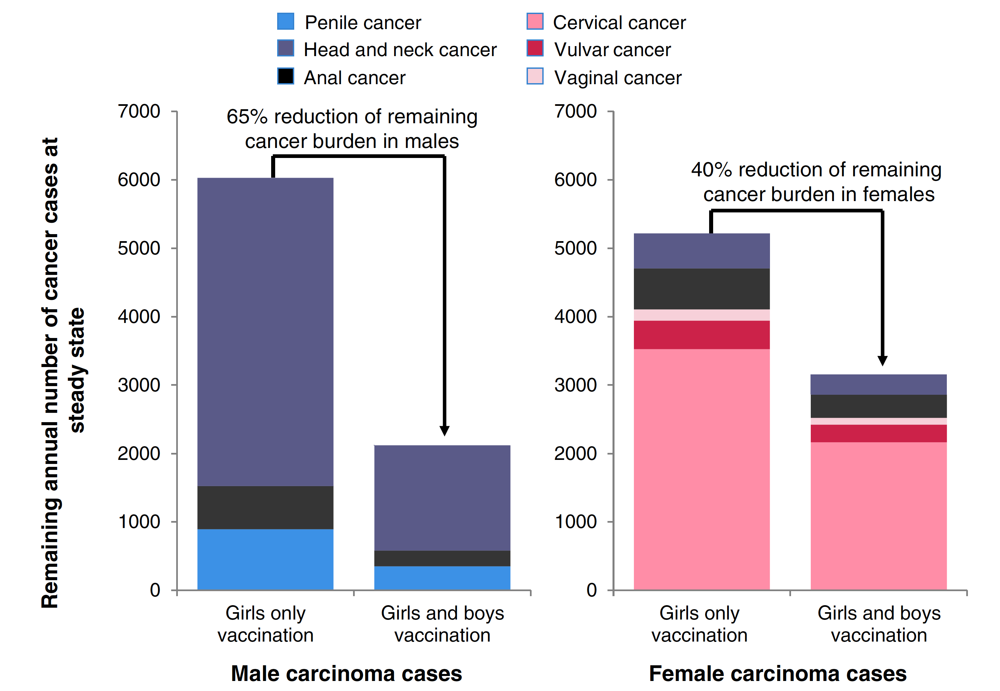 Penile cancer
Head and neck cancer
Anal cancer
Cervical cancer
Vulvar cancer
Vaginal cancer
Remaining annual number of cancer cases at
steady state
7000
6000
5000
4000
3000
2000
1000
0
65% reduction of remaining
cancer burden in males
Girls only
vaccination
Girls and boys
vaccination
Male carcinoma cases
7000
6000
5000
4000
3000
2000
1000
0
40% reduction of remaining
cancer burden in females
Girls only
vaccination
Girls and boys
vaccination
Female carcinoma cases